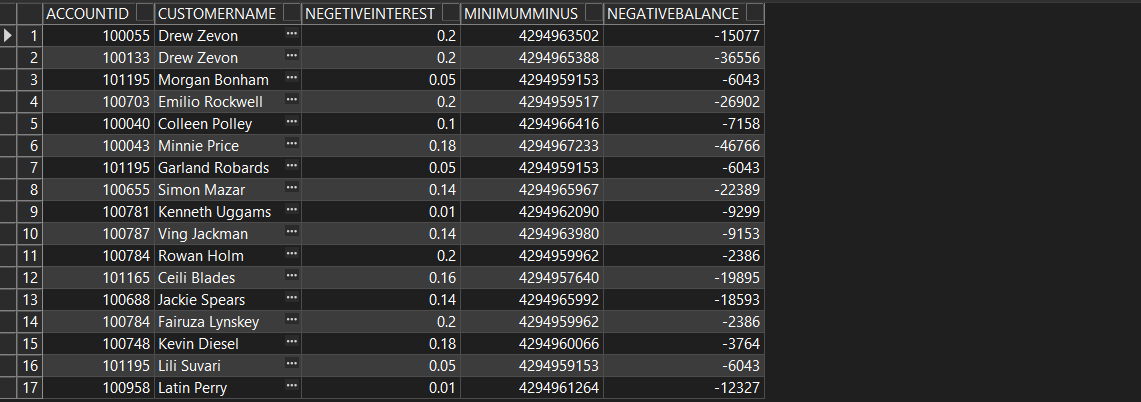 ACCOUNTID CUSTOMERNAME NEGETIVEINTEREST MINIMUMMINUS NEGATIVEBALANCE
1 100055 Drew Zevon ... 0.2 4294963502 -15077
2 100133 Drew Zevon ... 0.2 4294965388 -36556
3 101195 Morgan Bonham ... 0.05 4294959153 -6043
4 100703 Emilio Rockwell ... 0.2 4294959517 -26902
5 100040 Colleen Polley ... 0.1 4294966416 -7158
6 100043 Minnie Price ... 0.18 4294967233 -46766
7 101195 Garland Robards ... 0.05 4294959153 -6043
8 100655 Simon Mazar ... 0.14 4294965967 -22389
9 100781 Kenneth Uggams ... 0.01 4294962090 -9299
10 100787 Ving Jackman ... 0.14 4294963980 -9153
11 100784 Rowan Holm ... 0.2 4294959962 -2386
12 101165 Ceili Blades ... 0.16 4294957640 -19895
13 100688 Jackie Spears ... 0.14 4294965992 -18593
14 100784 Fairuza Lynskey ... 0.2 4294959962 -2386
15 100748 Kevin Diesel ... 0.18 4294960066 -3764
16 101195 Lili Suvari ... 0.05 4294959153 -6043
17 100958 Latin Perry ... 0.01 4294961264 -12327